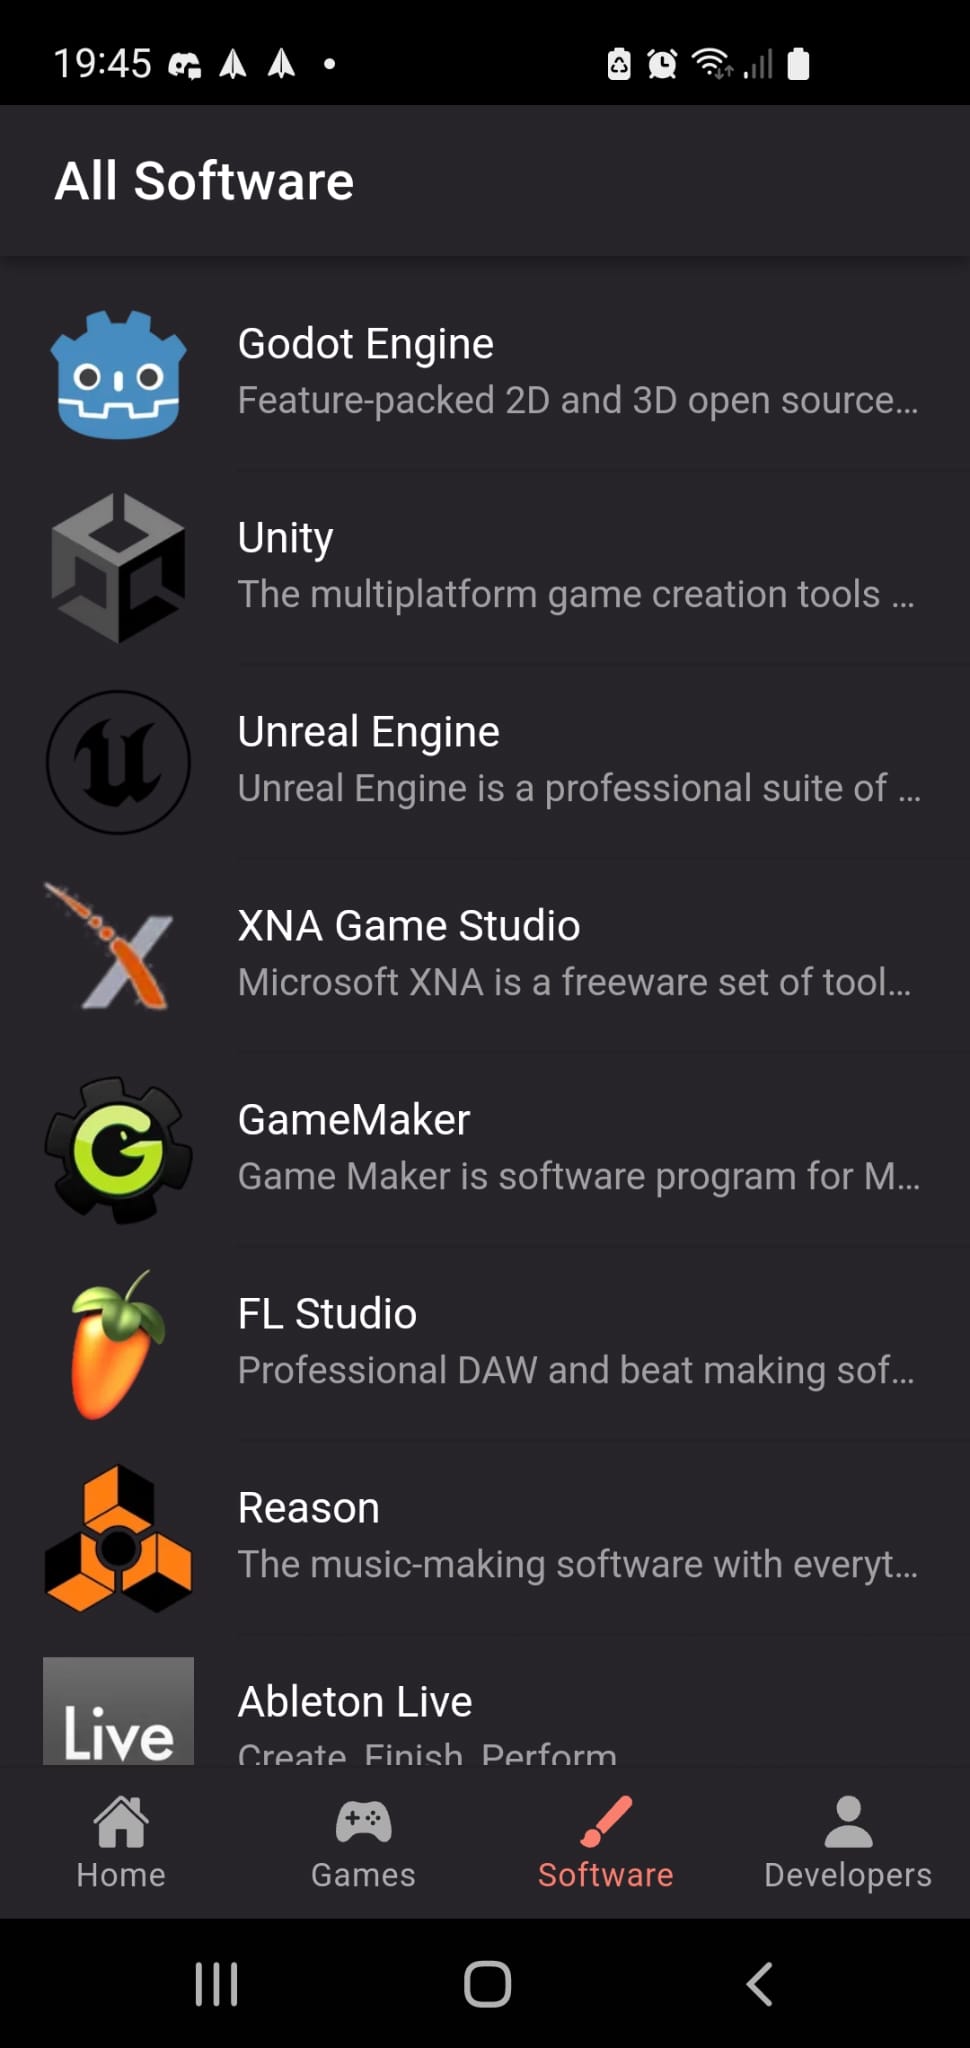 19:45
All Software
Godot Engine
Feature-packed 2D and 3D open source...
Unity
The multiplatform game creation tools ...
Unreal Engine
Unreal Engine is a professional suite of ...
XNA Game Studio
Microsoft XNA is a freeware set of tool...
GameMaker
Game Maker is software program for M...
FL Studio
Professional DAW and beat making sof...
Reason
The music-making software with everyt...
Live
Ableton Live
Create, Finish, Perform
Home
Games
Software
Developers